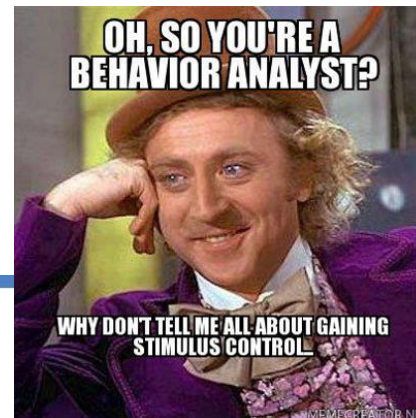 OH, SO YOU'RE A
BEHAVIOR ANALYST?
WHY DON'T TELL ME ALL ABOUT GAINING
STIMULUS CONTROL...